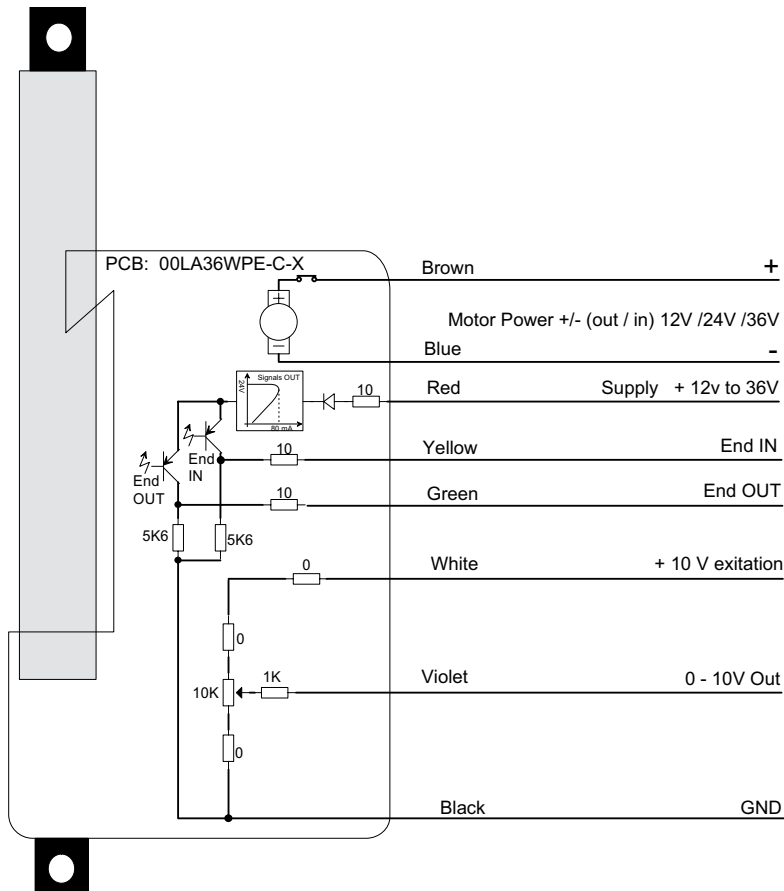 PCB: 00LA36WPE-C-X
Brown
+
+
Motor Power +/- (out / in) 12V /24V /36V
−
Blue
-
Signals OUT
24V
80 mA
10
Red
Supply + 12v to 36V
End
IN
10
Yellow
End IN
End
OUT
10
Green
End OUT
5K6
5K6
0
White
+ 10 V exitation
0
10K
1K
Violet
0 - 10V Out
0
Black
GND